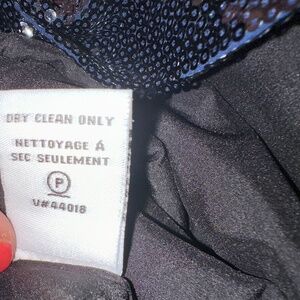 DRY CLEAN ONLY
NETTOYAGE Á
SEC SEULEMENT
P
V#44018